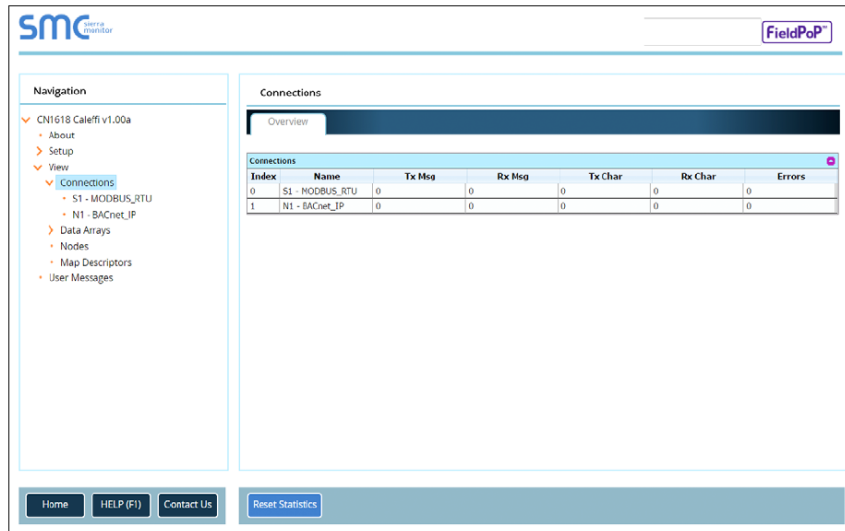 SMC sierra monitor
FieldPoP™
Navigation
CN1618 Caleffi v1.00a
About
Setup
View
Connections
S1 - MODBUS_RTU
N1 - BACnet_IP
Data Arrays
Nodes
Map Descriptors
User Messages
Connections
Overview
Connections
Index Name Tx Msg Rx Msg Tx Char Rx Char Errors
0 S1 - MODBUS_RTU 0 0 0 0 0
1 N1 - BACnet_IP 0 0 0 0 0
Home HELP (F1) Contact Us Reset Statistics